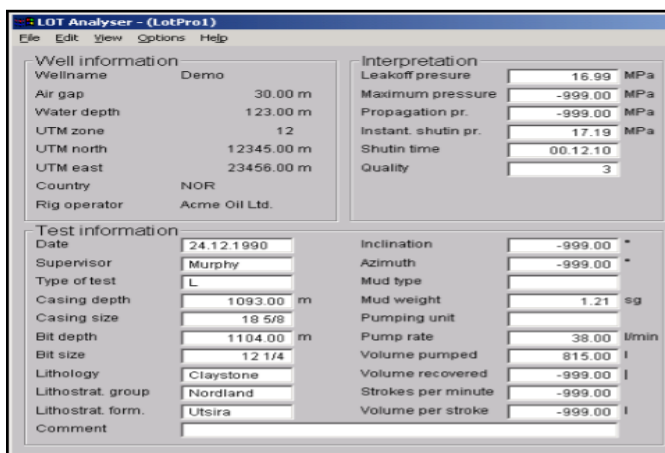 LOT Analyser - (LotPro1)
File Edit View Options Help
Well information
Wellname Demo
Air gap 30.00 m
Water depth 123.00 m
UTM zone 12
UTM north 12345.00 m
UTM east 23456.00 m
Country NOR
Rig operator Acme Oil Ltd.
Interpretation
Leakoff presure 16.99 MPa
Maximum pressure -999.00 MPa
Propagation pr. -999.00 MPa
Instant. shutin pr. 17.19 MPa
Shutin time 00.12.10
Quality 3
Test information
Date 24.12.1990
Supervisor Murphy
Type of test L
Casing depth 1093.00 m
Casing size 18 5/8
Bit depth 1104.00 m
Bit size 12 1/4
Lithology Claystone
Lithostrat. group Nordland
Lithostrat. form. Utsira
Comment
Inclination -999.00 °
Azimuth -999.00 °
Mud type
Mud weight 1.21 sg
Pumping unit
Pump rate 38.00 l/min
Volume pumped 815.00 l
Volume recovered -999.00 l
Strokes per minute -999.00
Volume per stroke -999.00 l